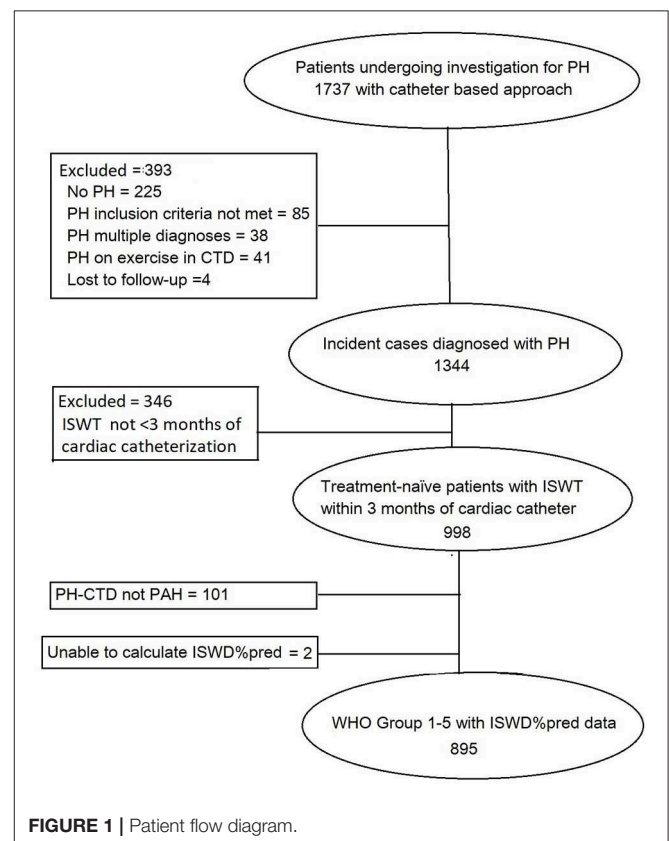 Patients undergoing investigation for PH
1737 with catheter based approach
Excluded =393
No PH = 225
PH inclusion criteria not met = 85
PH multiple diagnoses = 38
PH on exercise in CTD = 41
Lost to follow-up =4
Incident cases diagnosed with PH
1344
Excluded = 346
ISWT not <3 months of
cardiac catheterization
Treatment-naïve patients with ISWT
within 3 months of cardiac catheter
998
PH-CTD not PAH = 101
Unable to calculate ISWD%pred = 2
WHO Group 1-5 with ISWD%pred data
895
FIGURE 1 | Patient flow diagram.